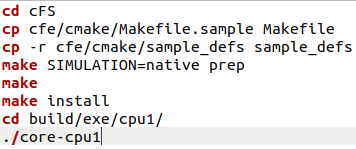 cd cFS
cp cfe/cmake/Makefile.sample Makefile
cp -r cfe/cmake/sample_defs sample_defs
make SIMULATION=native prep
make
make install
cd build/exe/cpu1/
./core-cpu1